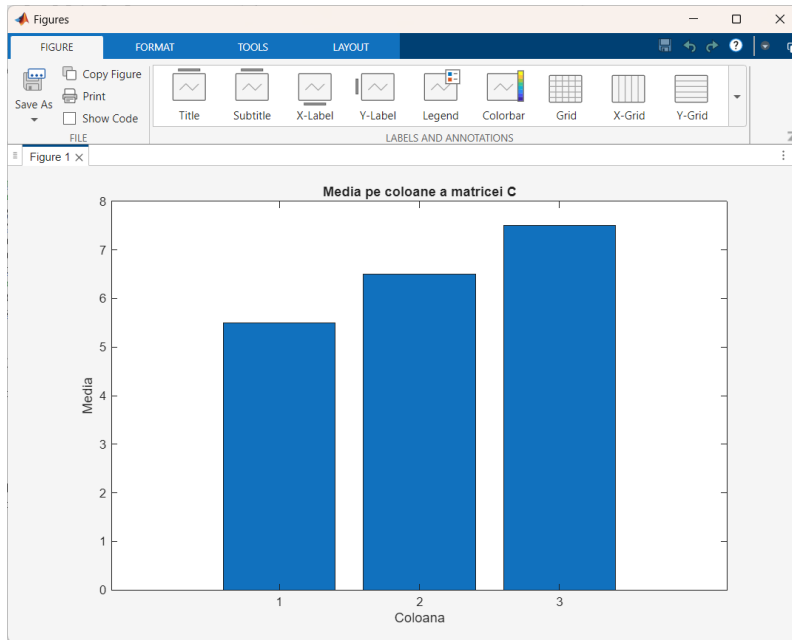 Figures
FIGURE FORMAT TOOLS LAYOUT
Save As
Copy Figure
Print
Show Code
FILE
Title Subtitle X-Label Y-Label Legend Colorbar Grid X-Grid Y-Grid
LABELS AND ANNOTATIONS
Figure 1
Media pe coloane a matricei C
8
7
6
5
4
3
2
1
0
Media
1 2 3
Coloana